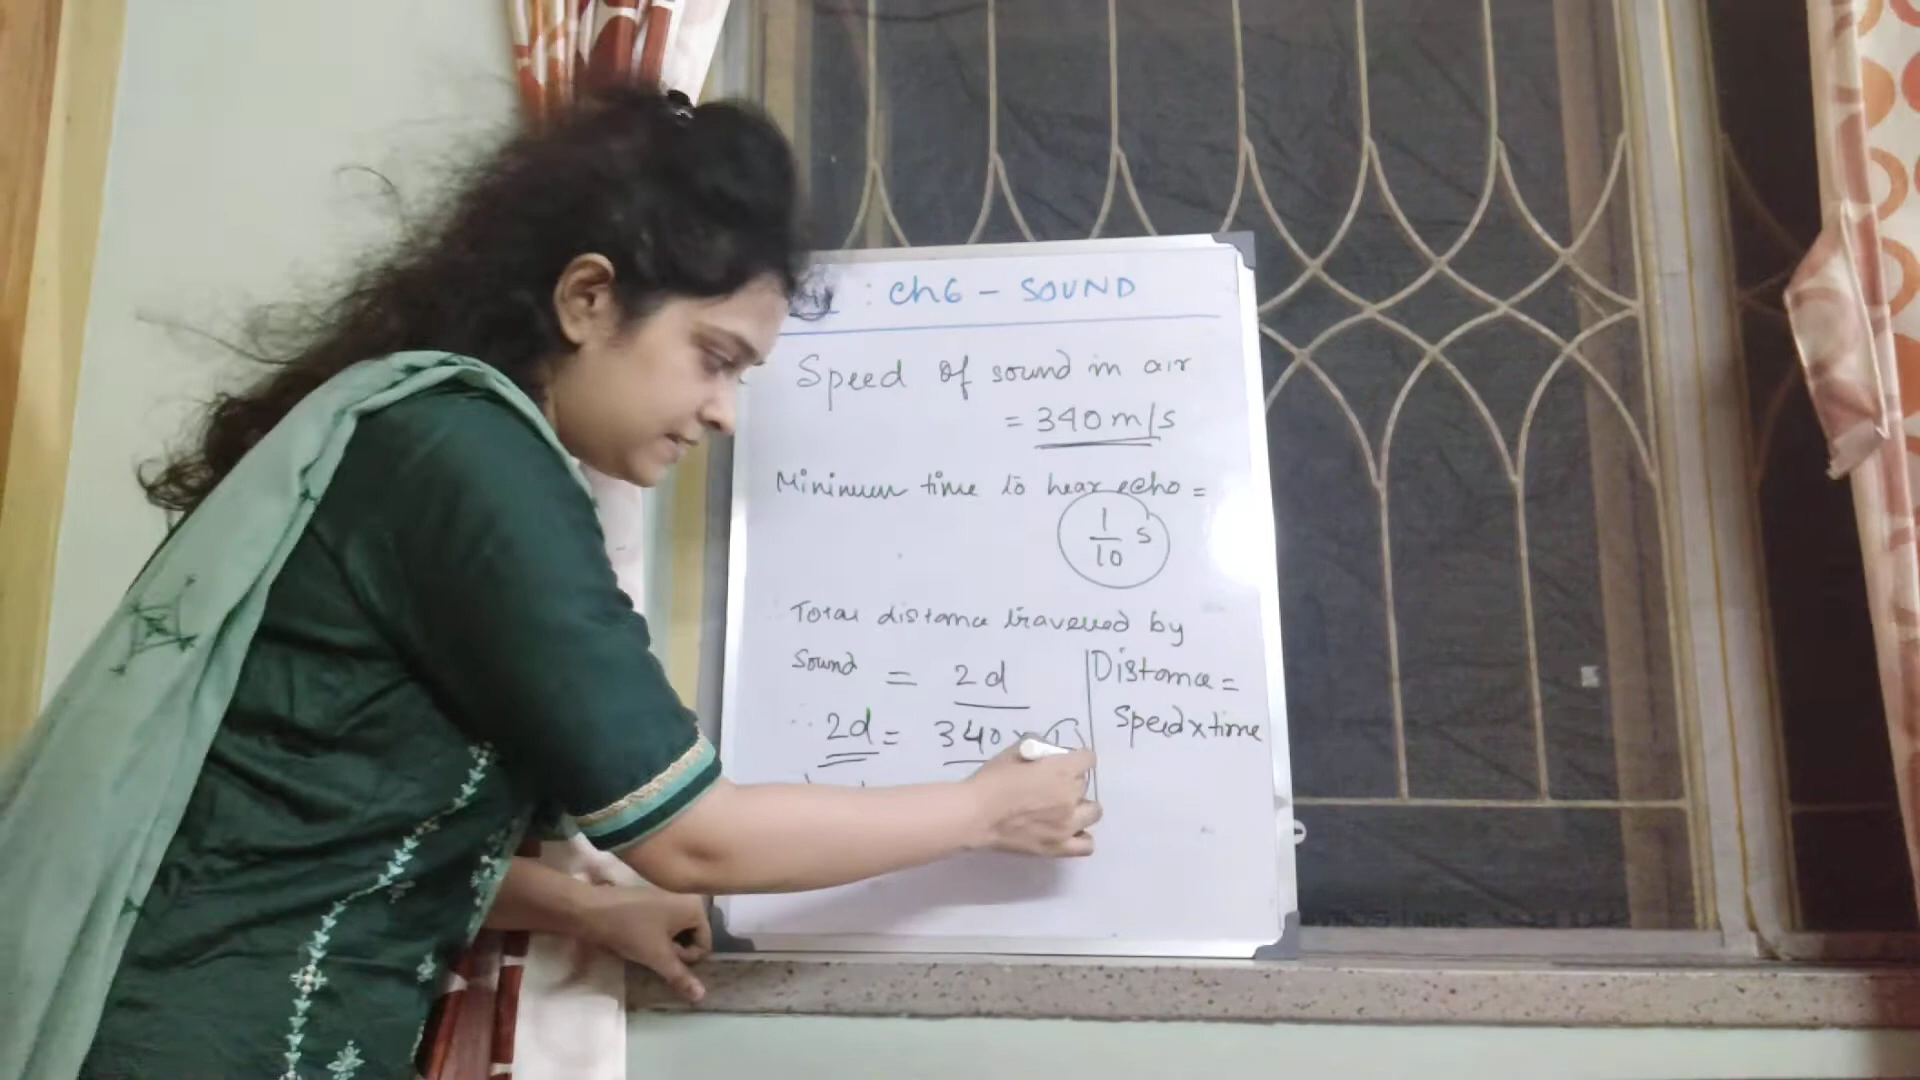 : Ch6 - SOUND
Speed of sound in air
= 340 m/s
Minimum time to hear echo =
1/10 s
Total distance travelled by
Sound = 2d
2d = 340 ×
Distance =
Speed x time